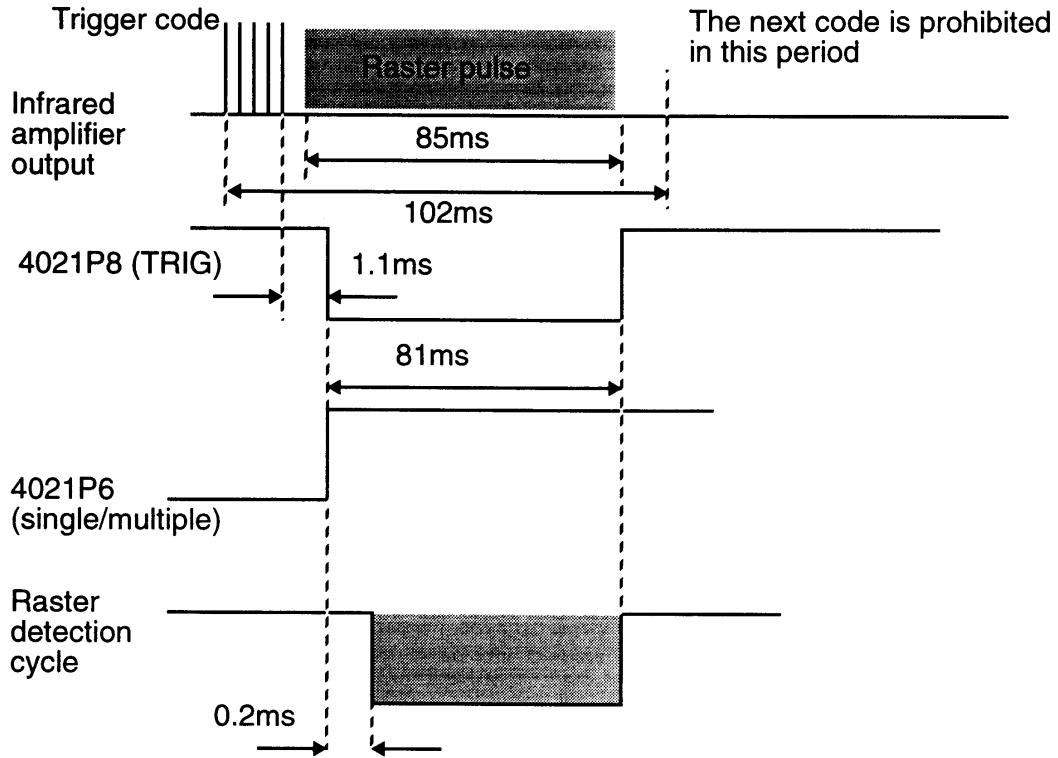 Trigger code
The next code is prohibited
in this period
Raster pulse
Infrared
amplifier
output
85ms
102ms
4021P8 (TRIG)
1.1ms
81ms
4021P6
(single/multiple)
Raster
detection
cycle
0.2ms